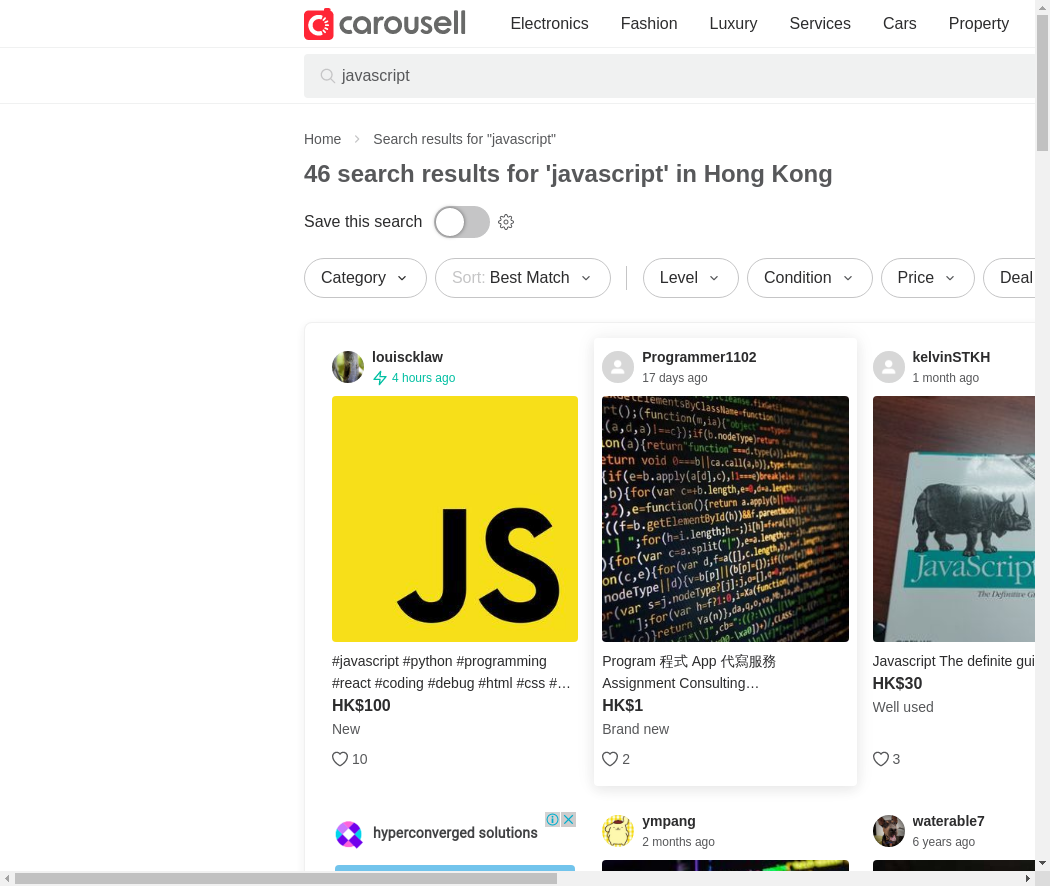 carousell
Electronics
Fashion
Luxury
Services
Cars
Property
javascript
Home
Search results for "javascript"
46 search results for 'javascript' in Hong Kong
Save this search
Category
Sort: Best Match
Level
Condition
Price
Deal
louiscklaw
4 hours ago
JS
#javascript #python #programming
#react #coding #debug #html #css #…
HK$100
New
10
Programmer1102
17 days ago
Program 程式 App 代寫服務
Assignment Consulting…
HK$1
Brand new
2
kelvinSTKH
1 month ago
JavaScript
The Definitive
Javascript The definite gui
HK$30
Well used
3
hyperconverged solutions
ympang
2 months ago
waterable7
6 years ago